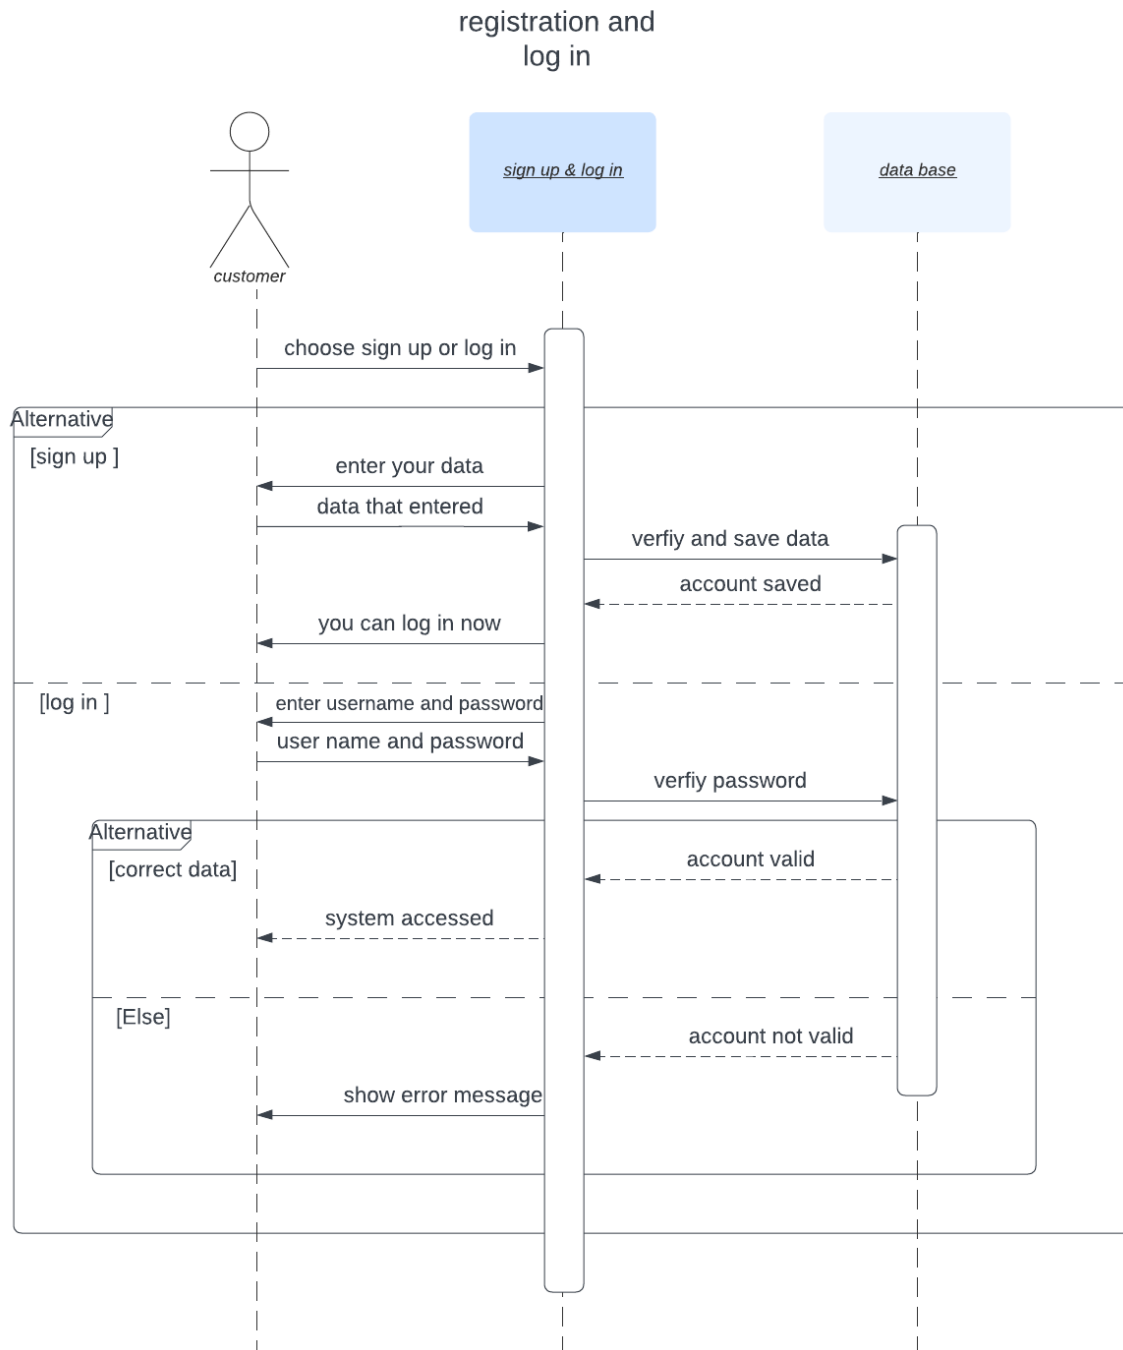 registration and
log in
sign up & log in
data base
customer
choose sign up or log in
Alternative
[sign up ]
enter your data
data that entered
verfiy and save data
account saved
you can log in now
[log in ]
enter username and password
user name and password
verfiy password
Alternative
[correct data]
account valid
system accessed
[Else]
account not valid
show error message